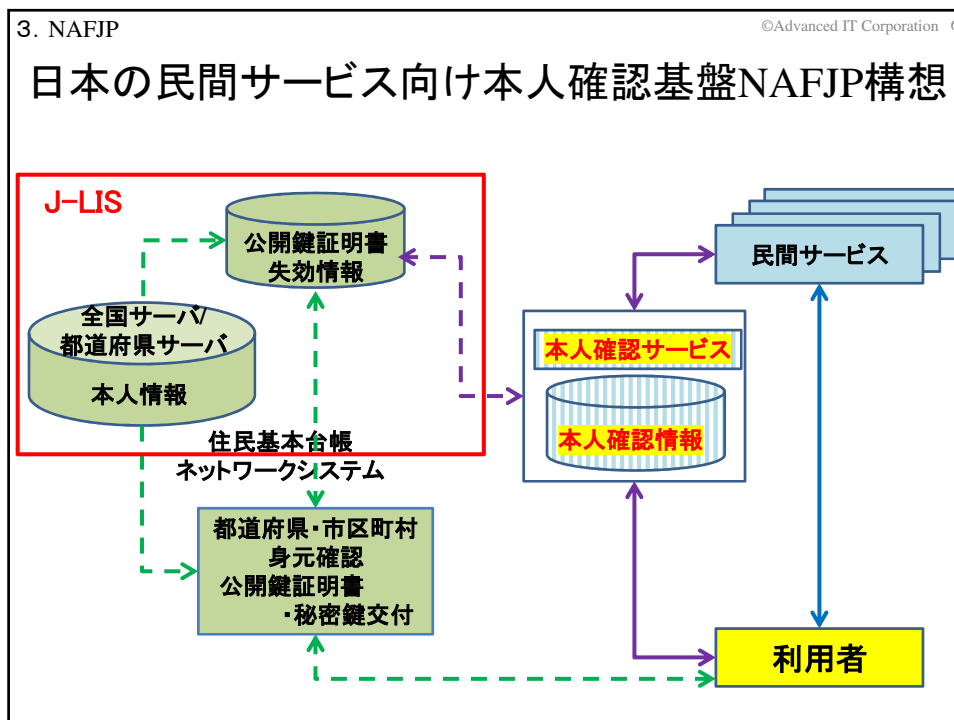 3. NAFJP
©Advanced IT Corporation
日本の民間サービス向け本人確認基盤NAFJP構想
J-LIS
公開鍵証明書
失効情報
全国サーバ/
都道府県サーバ
本人情報
住民基本台帳
ネットワークシステム
都道府県・市区町村
身元確認
公開鍵証明書
・秘密鍵交付
民間サービス
本人確認サービス
本人確認情報
利用者